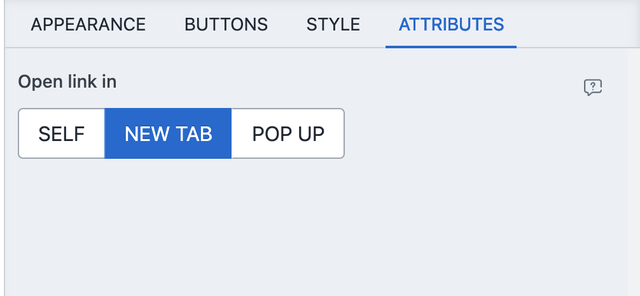 APPEARANCE BUTTONS STYLE ATTRIBUTES
Open link in
?
SELF NEW TAB POP UP